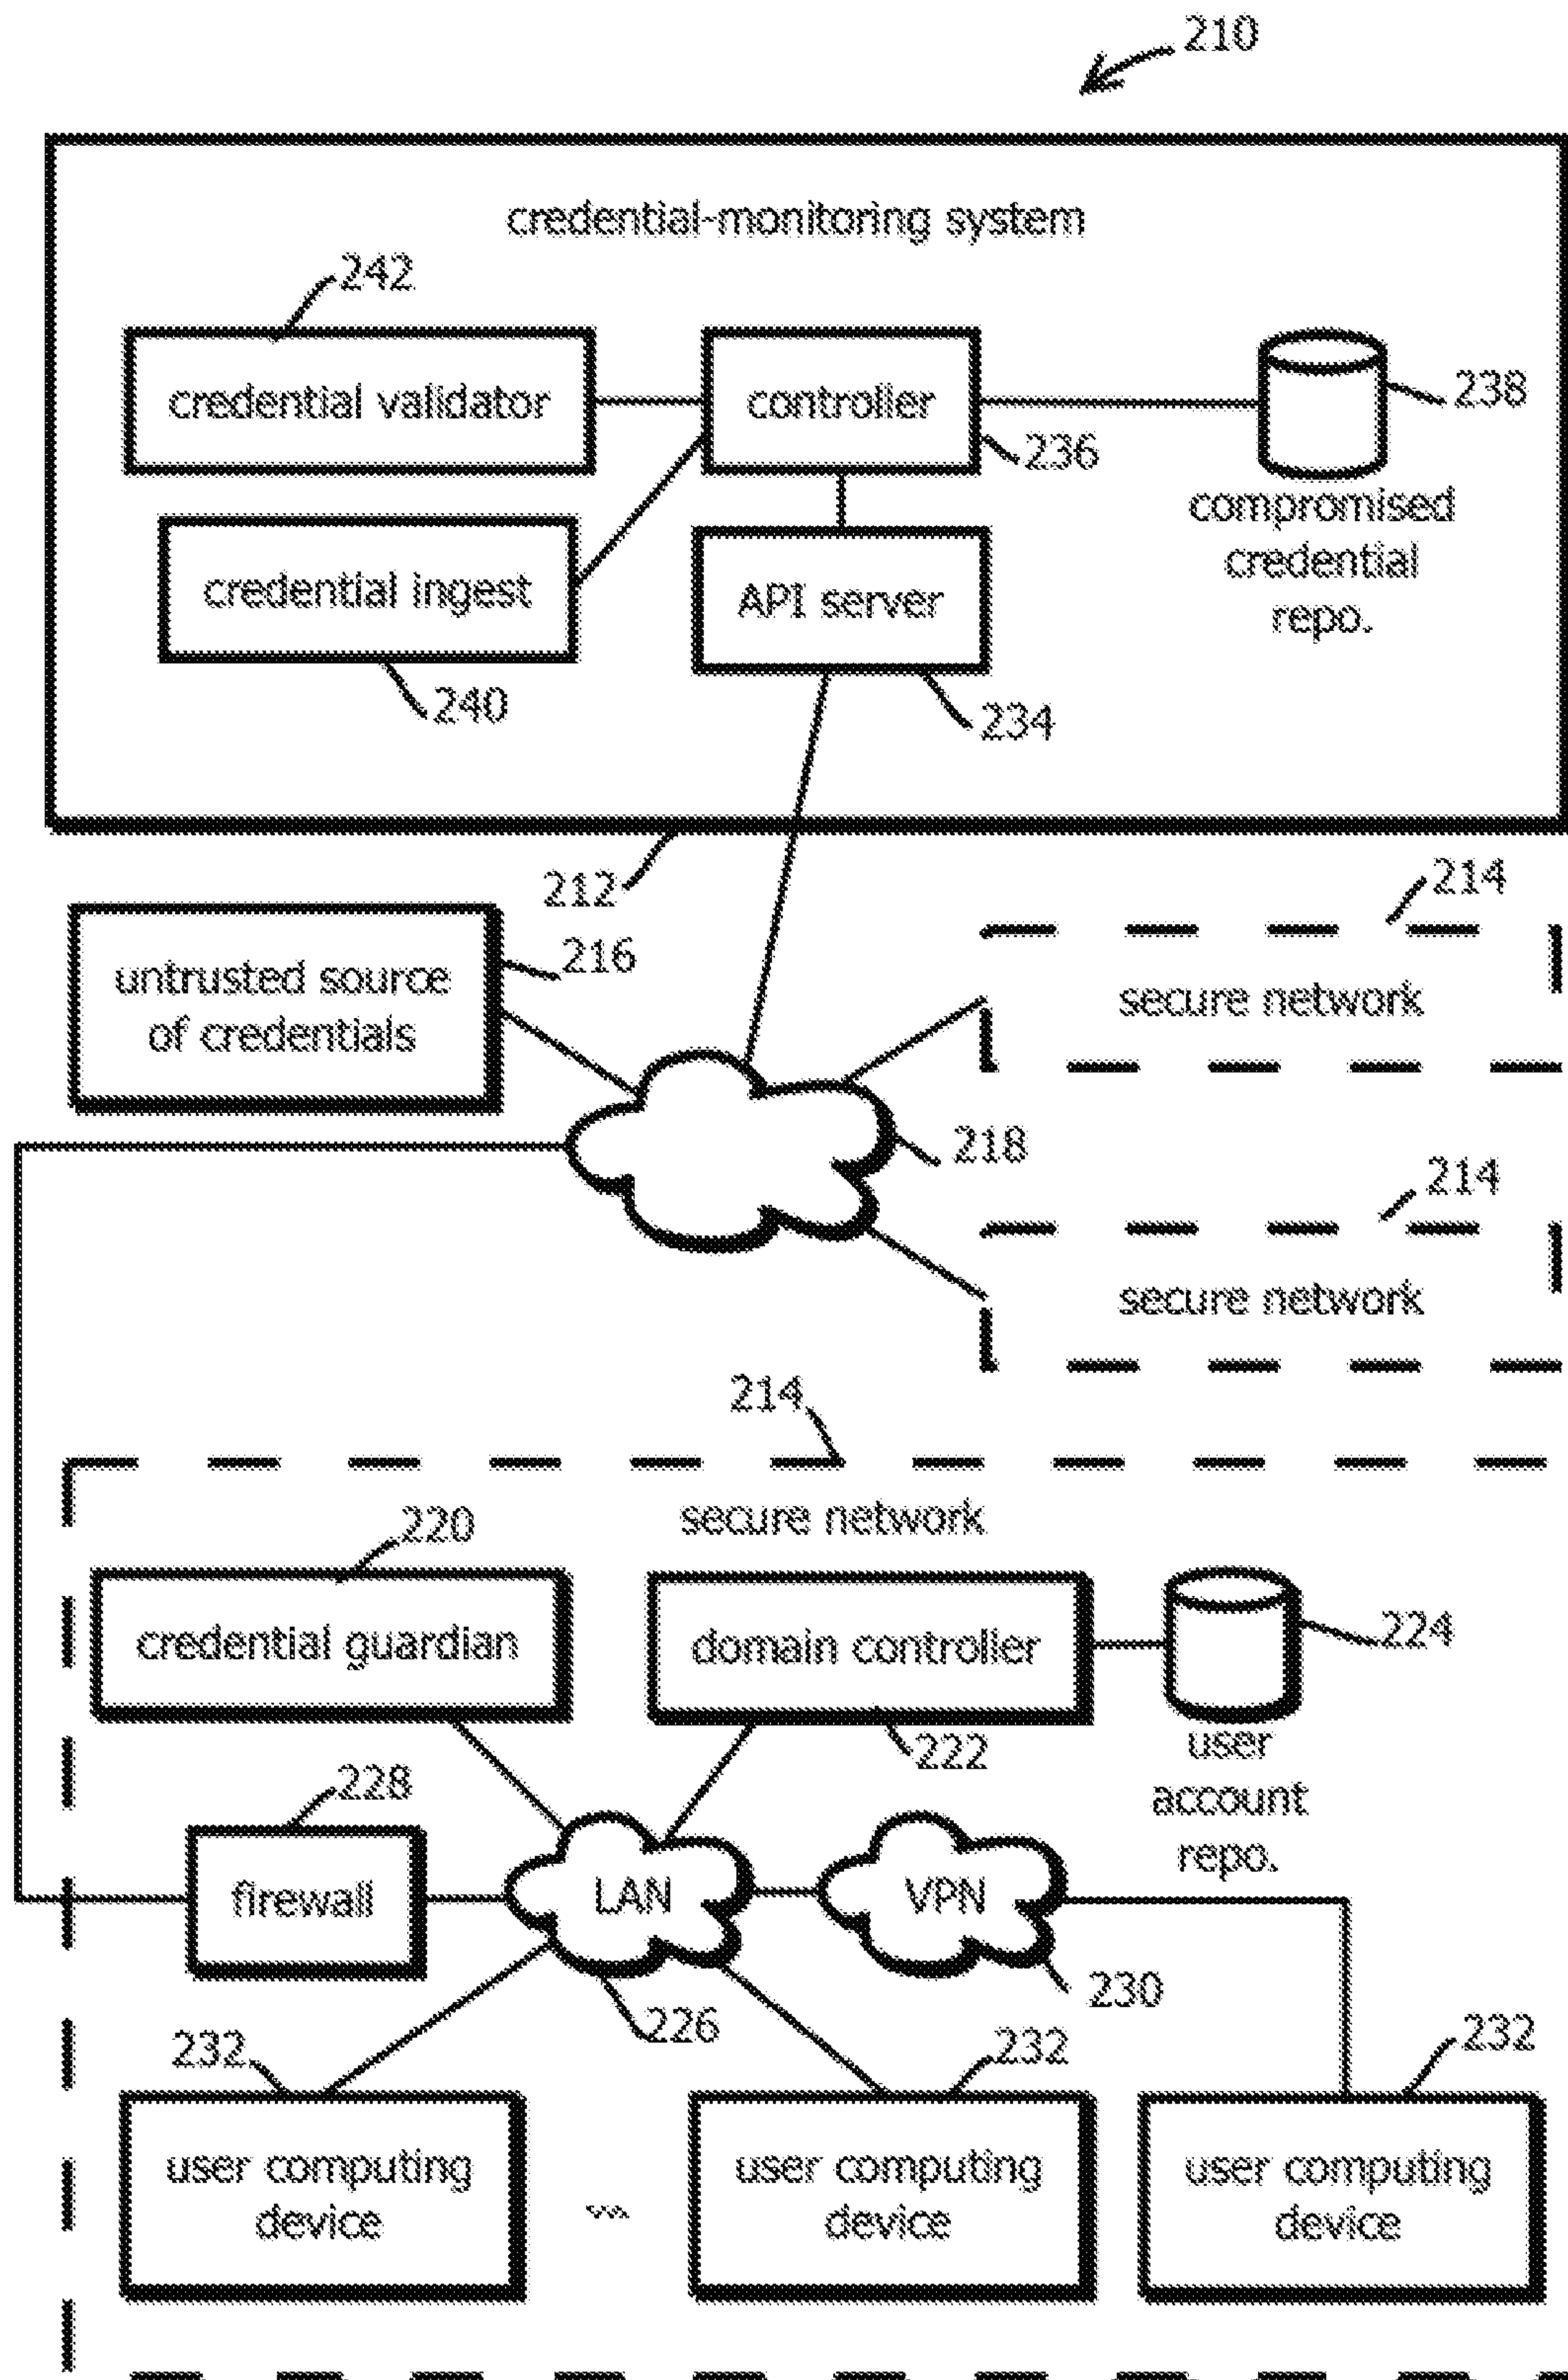 210
credential-monitoring system
242
credential validator
controller
238
236
compromised
credential
repo.
credential ingest
API server
240
234
212
214
untrusted source
of credentials
216
secure network
218
214
secure network
214
secure network
220
credential guardian
domain controller
224
222
user
account
repo.
228
firewall
LAN
VPN
230
226
232
232
232
user computing
device
user computing
device
user computing
device